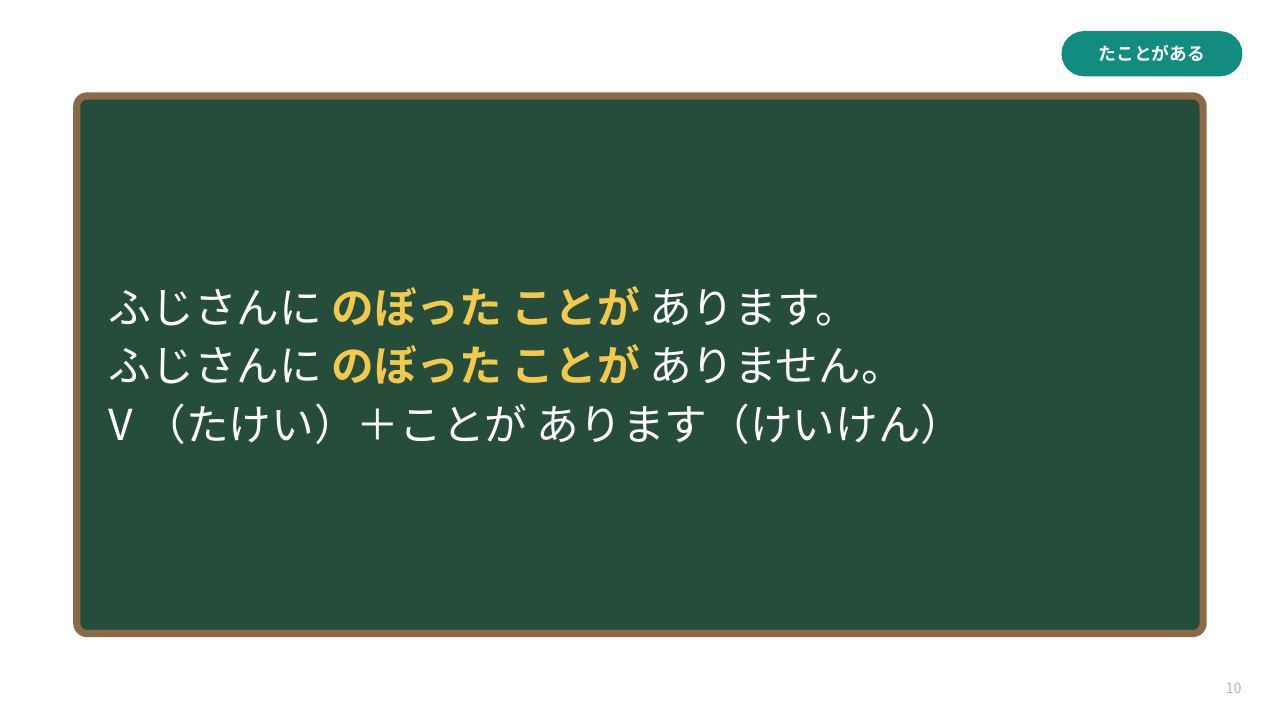 たことがある
ふじさんに のぼった ことが あります。
ふじさんに のぼった ことが ありません。
V （たけい）＋ことが あります（けいけん）
10